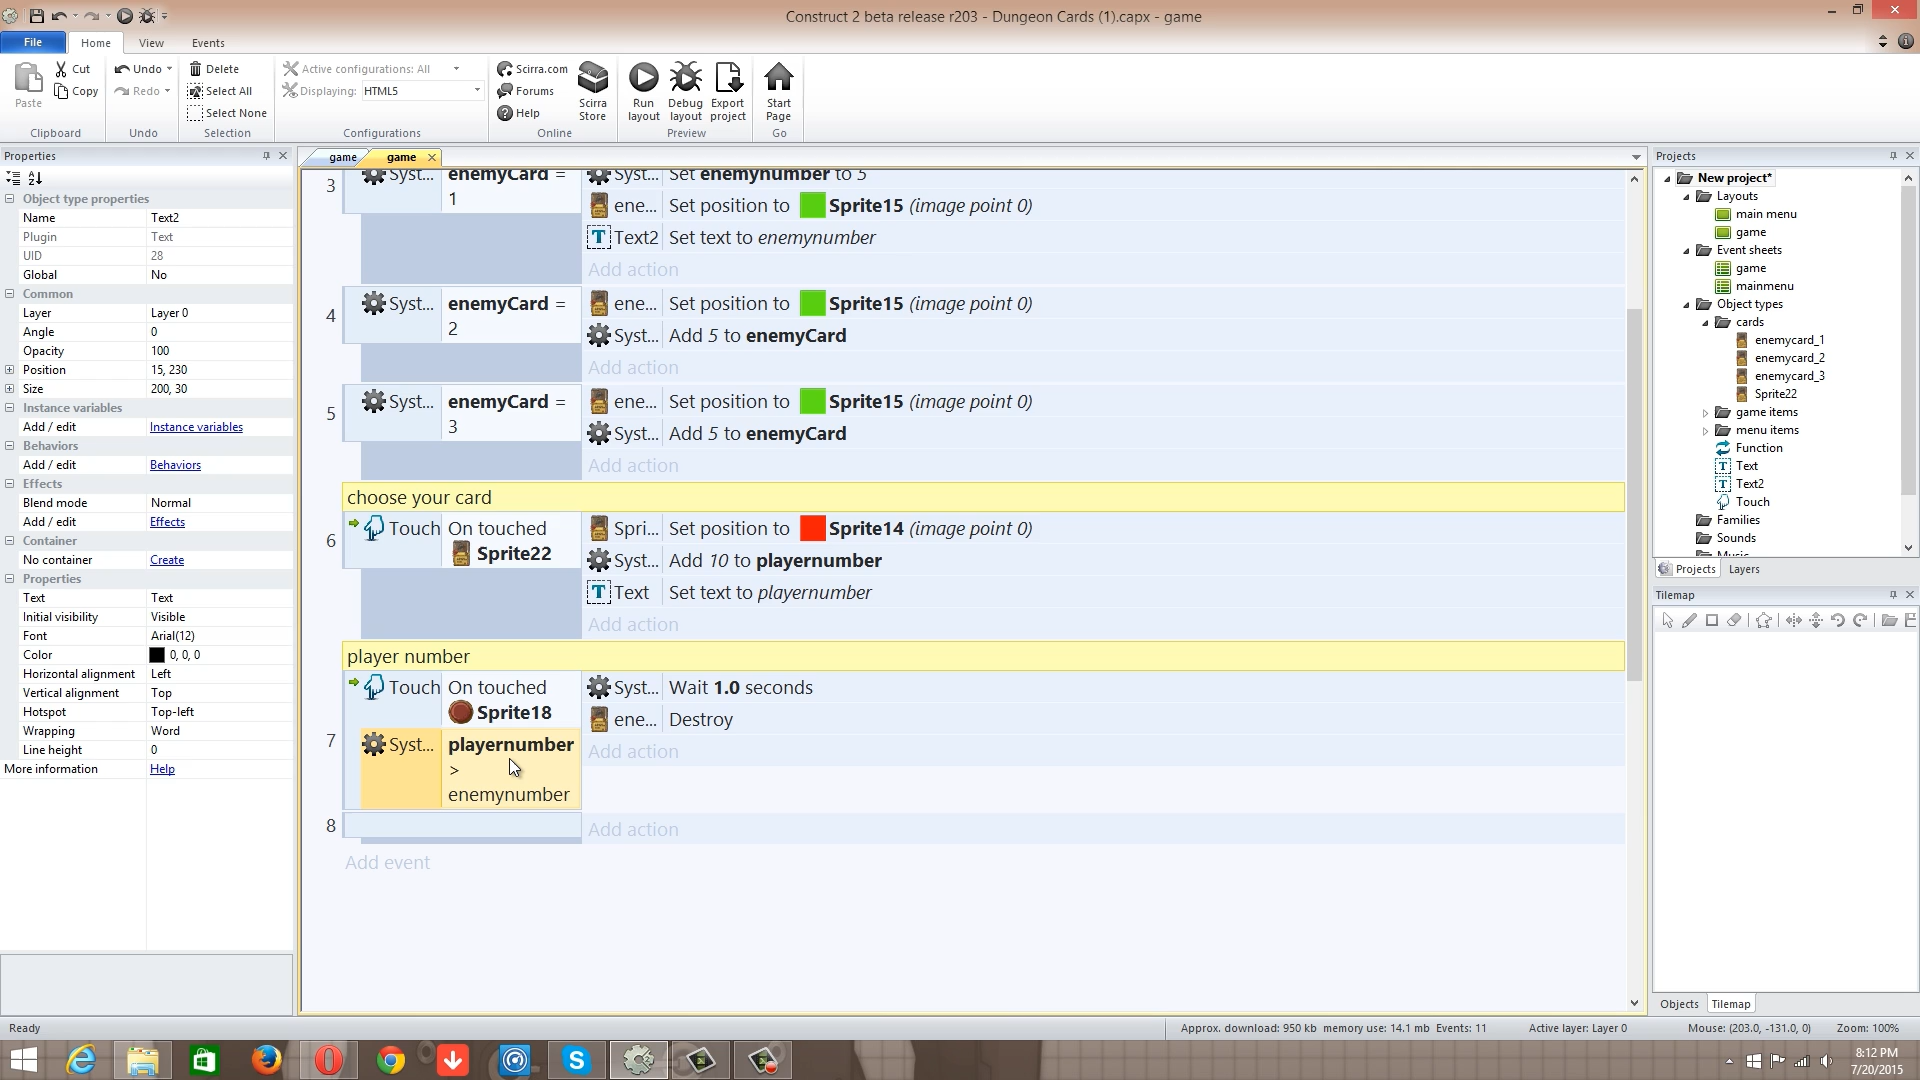 Construct 2 beta release r203 - Dungeon Cards (1).capx - game
File Home View Events
Cut Undo Delete Active configurations: All Scirra.com
Paste Copy Redo Select All Displaying: HTML5 Forums Scirra Store Run layout Debug layout Export project Start Page
Select None Help
Clipboard Undo Selection Configurations Online Preview Go
Properties
game game
Projects
Object type properties
Name Text2
Plugin Text
UID 28
Global No
Common
Layer Layer 0
Angle 0
Opacity 100
Position 15, 230
Size 200, 30
Instance variables
Add / edit Instance variables
Behaviors
Add / edit Behaviors
Effects
Blend mode Normal
Add / edit Effects
Container
No container Create
Properties
Text Text
Initial visibility Visible
Font Arial(12)
Color 0, 0, 0
Horizontal alignment Left
Vertical alignment Top
Hotspot Top-left
Wrapping Word
Line height 0
More information Help
3 Syst... enemyCard = 1
Syst... Set enemynumber to 5
ene... Set position to Sprite15 (image point 0)
Text2 Set text to enemynumber
Add action
4 Syst... enemyCard = 2
ene... Set position to Sprite15 (image point 0)
Syst... Add 5 to enemyCard
Add action
5 Syst... enemyCard = 3
ene... Set position to Sprite15 (image point 0)
Syst... Add 5 to enemyCard
Add action
choose your card
6 Touch On touched Sprite22
Spri... Set position to Sprite14 (image point 0)
Syst... Add 10 to playernumber
Text Set text to playernumber
Add action
player number
7 Touch On touched Sprite18
Syst... playernumber > enemynumber
Syst... Wait 1.0 seconds
ene... Destroy
Add action
8 Add action
Add event
New project*
Layouts
main menu
game
Event sheets
game
mainmenu
Object types
cards
enemycard_1
enemycard_2
enemycard_3
Sprite22
game items
menu items
Function
Text
Text2
Touch
Families
Sounds
Music
Projects Layers
Tilemap
Objects Tilemap
Ready
Approx. download: 950 kb memory use: 14.1 mb Events: 11 Active layer: Layer 0 Mouse: (203.0, -131.0, 0) Zoom: 100%
8:12 PM
7/20/2015